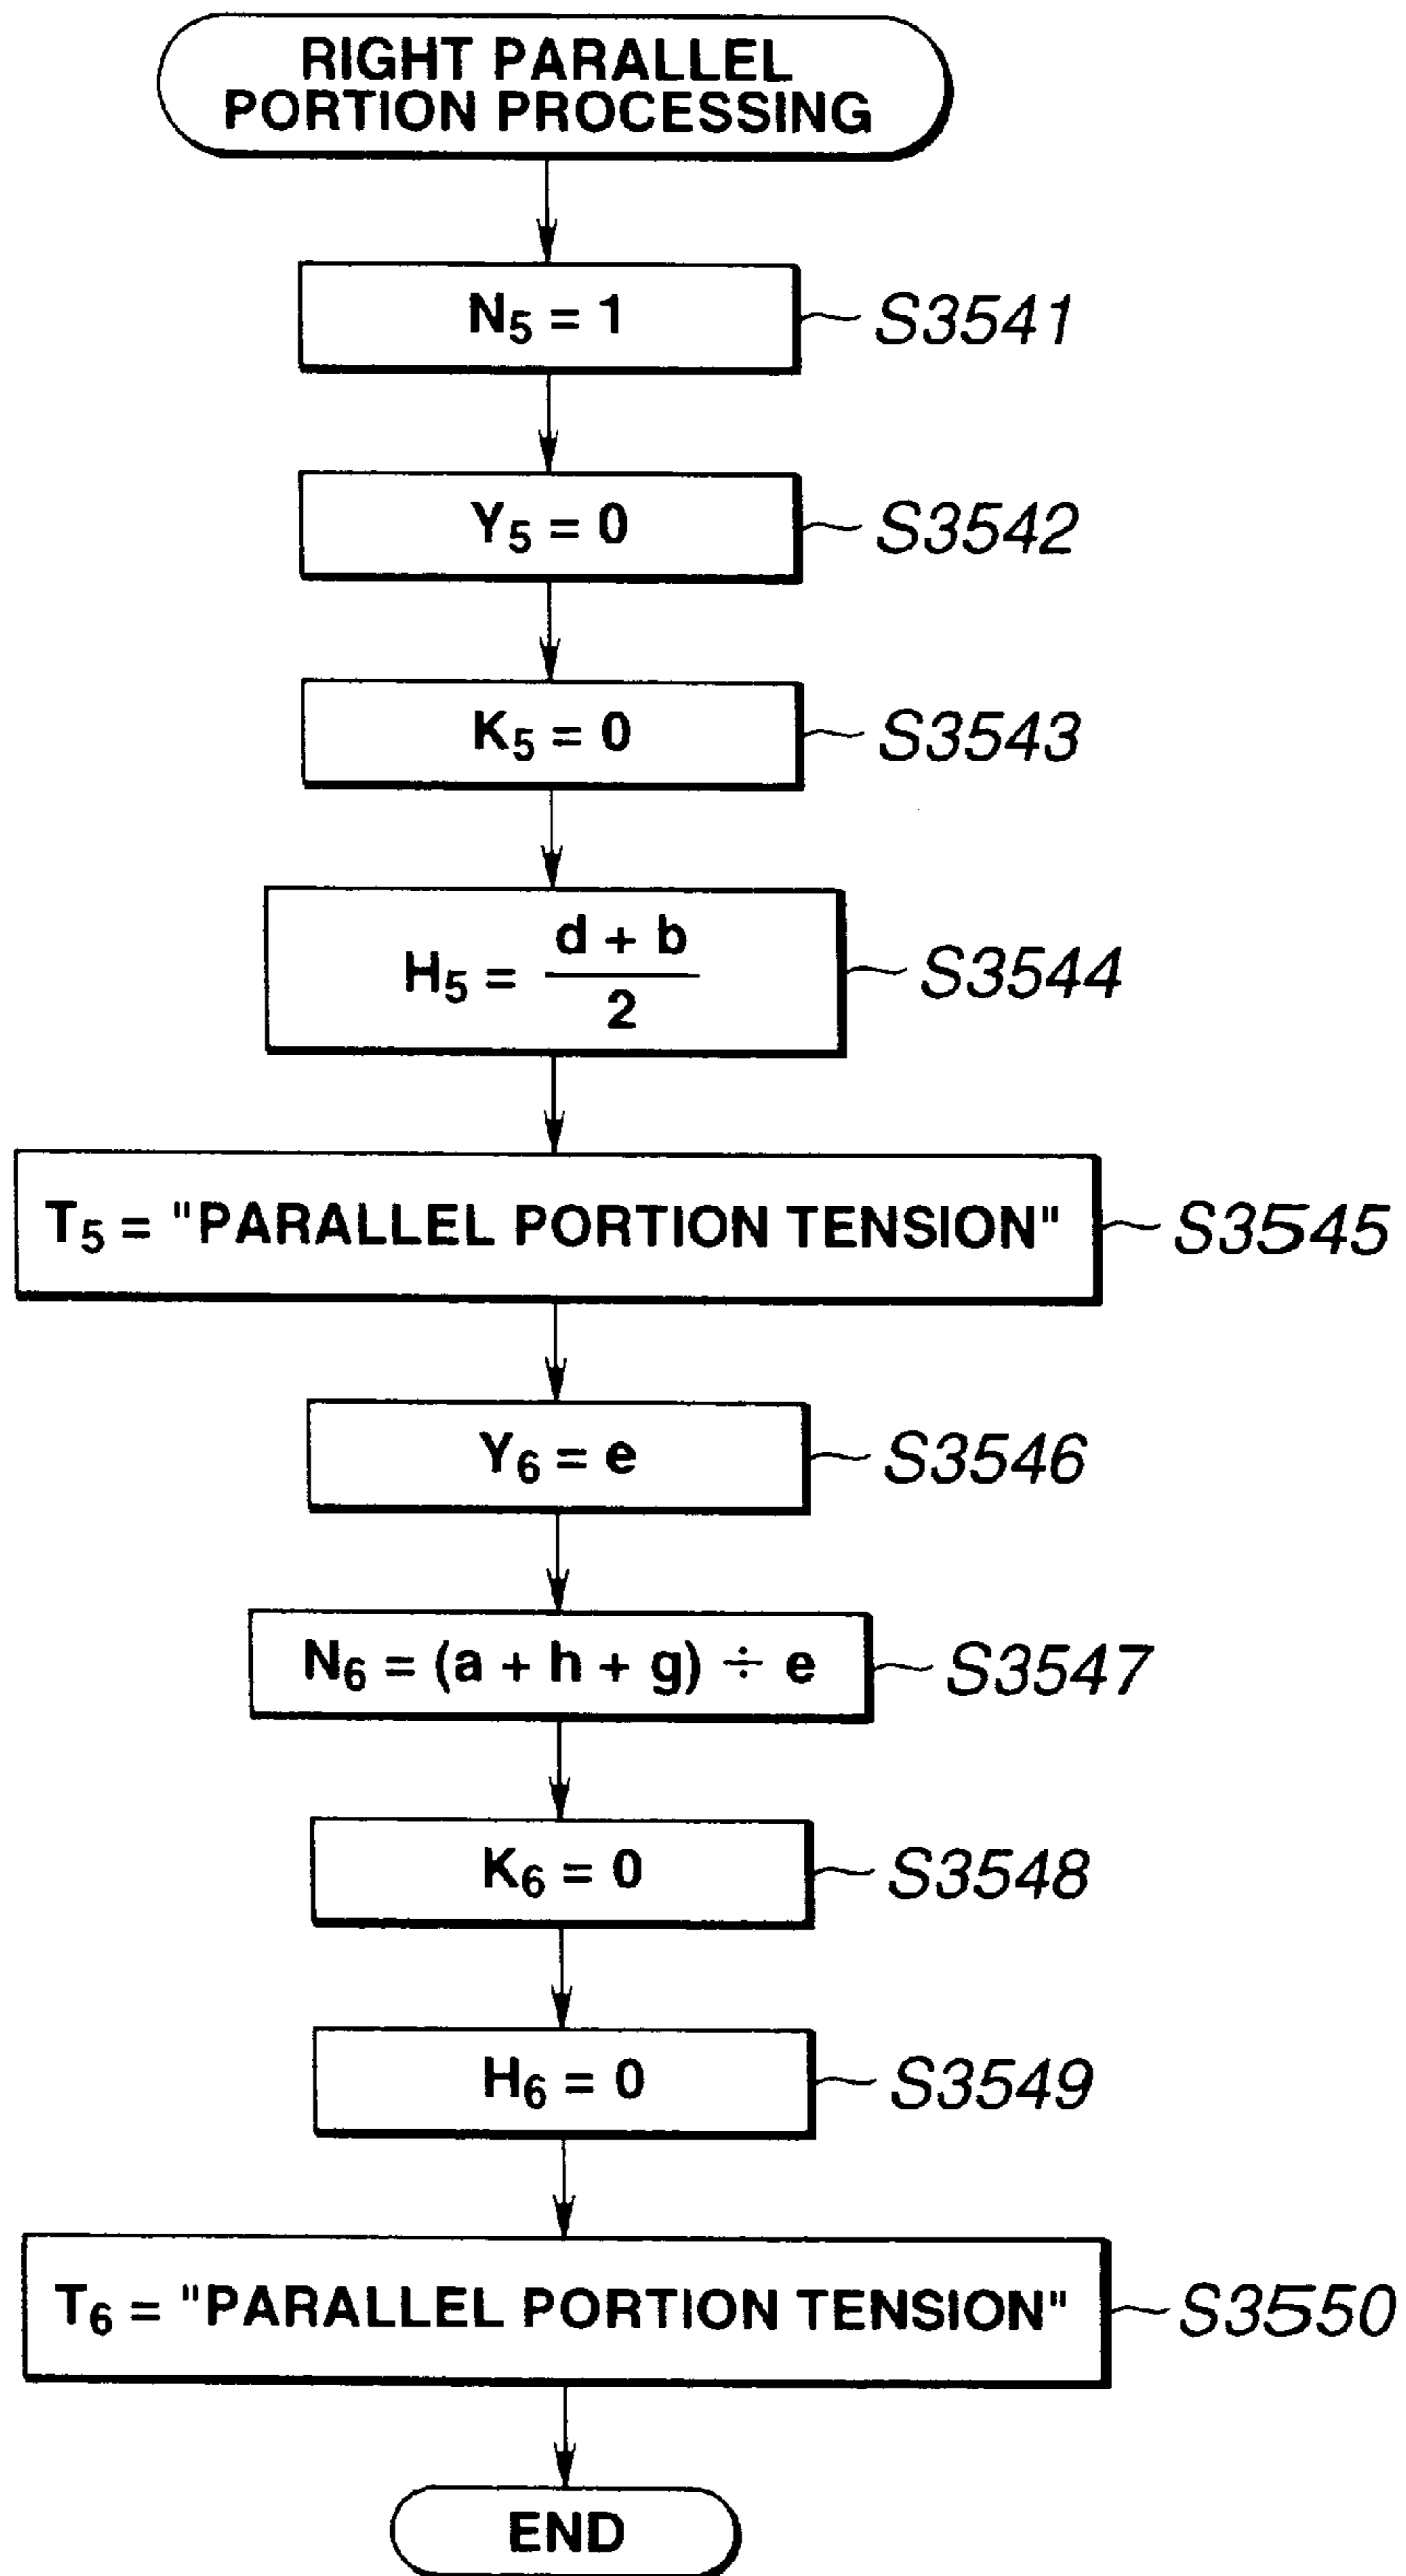 RIGHT PARALLEL
PORTION PROCESSING
N5 = 1
S3541
Y5 = 0
S3542
K5 = 0
S3543
H5 = d + b / 2
S3544
T5 = "PARALLEL PORTION TENSION"
S3545
Y6 = e
S3546
N6 = (a + h + g) ÷ e
S3547
K6 = 0
S3548
H6 = 0
S3549
T6 = "PARALLEL PORTION TENSION"
S3550
END